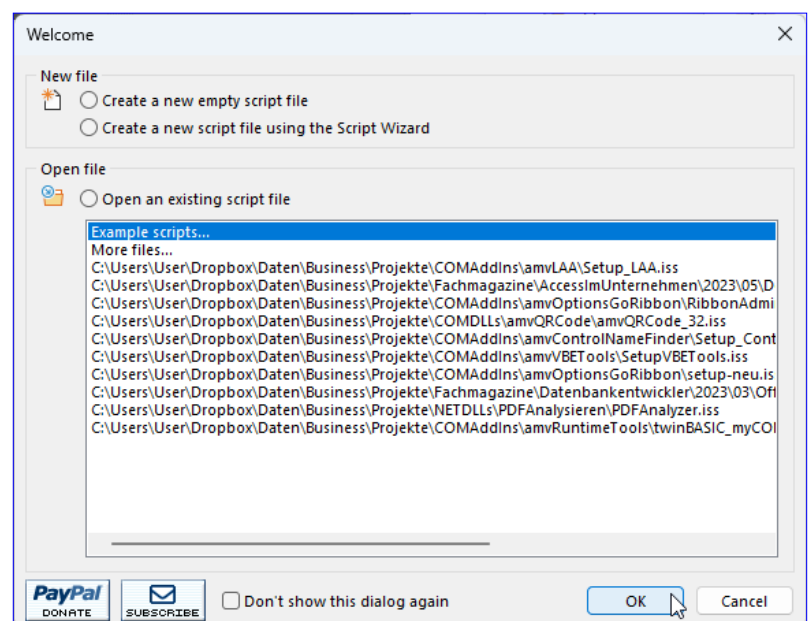 Welcome
New file
Create a new empty script file
Create a new script file using the Script Wizard
Open file
Open an existing script file
Example scripts...
More files...
C:\Users\User\Dropbox\Daten\Business\Projekte\COMAddIns\amvLAA\Setup_LAA.iss
C:\Users\User\Dropbox\Daten\Business\Projekte\Fachmagazine\AccessImUnternehmen\2023\05\D
C:\Users\User\Dropbox\Daten\Business\Projekte\COMAddIns\amvOptionsGoRibbon\RibbonAdmi
C:\Users\User\Dropbox\Daten\Business\Projekte\COMDLLs\amvQRCode\amvQRCode_32.iss
C:\Users\User\Dropbox\Daten\Business\Projekte\COMAddIns\amvControlNameFinder\Setup_Cont
C:\Users\User\Dropbox\Daten\Business\Projekte\COMAddIns\amvVBETools\SetupVBETools.iss
C:\Users\User\Dropbox\Daten\Business\Projekte\COMAddIns\amvOptionsGoRibbon\setup-neu.is
C:\Users\User\Dropbox\Daten\Business\Projekte\Fachmagazine\Datenbankentwickler\2023\03\Off
C:\Users\User\Dropbox\Daten\Business\Projekte\NETDLLs\PDFAnalysieren\PDFAnalyzer.iss
C:\Users\User\Dropbox\Daten\Business\Projekte\COMAddIns\amvRuntimeTools\twinBASIC_myCOI
PayPal
DONATE
SUBSCRIBE
Don't show this dialog again
OK
Cancel